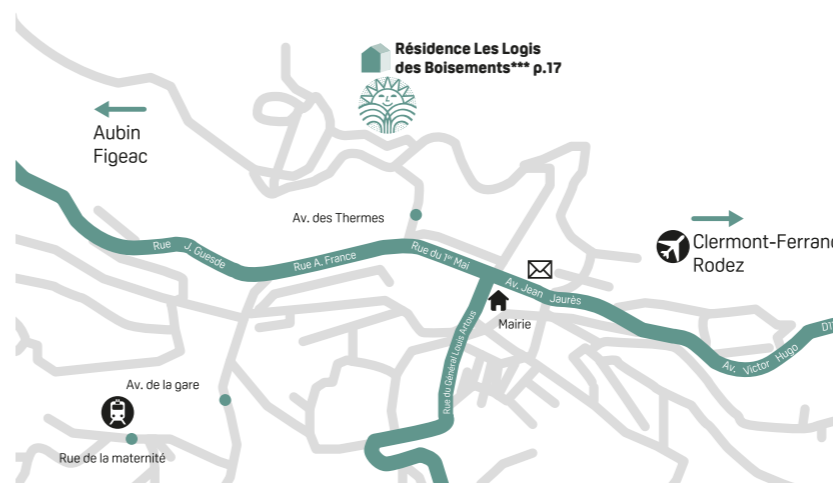 Résidence Les Logis
des Boisements*** p.17
Aubin
Figeac
Av. des Thermes
Clermont-Ferrand
Rodez
Rue J. Guesde
Rue A. France
Rue du 1er Mai
Av. Jean Jaurès
Mairie
Av. Victor Hugo
Rue du Général Louis Artous
Av. de la gare
Rue de la maternité